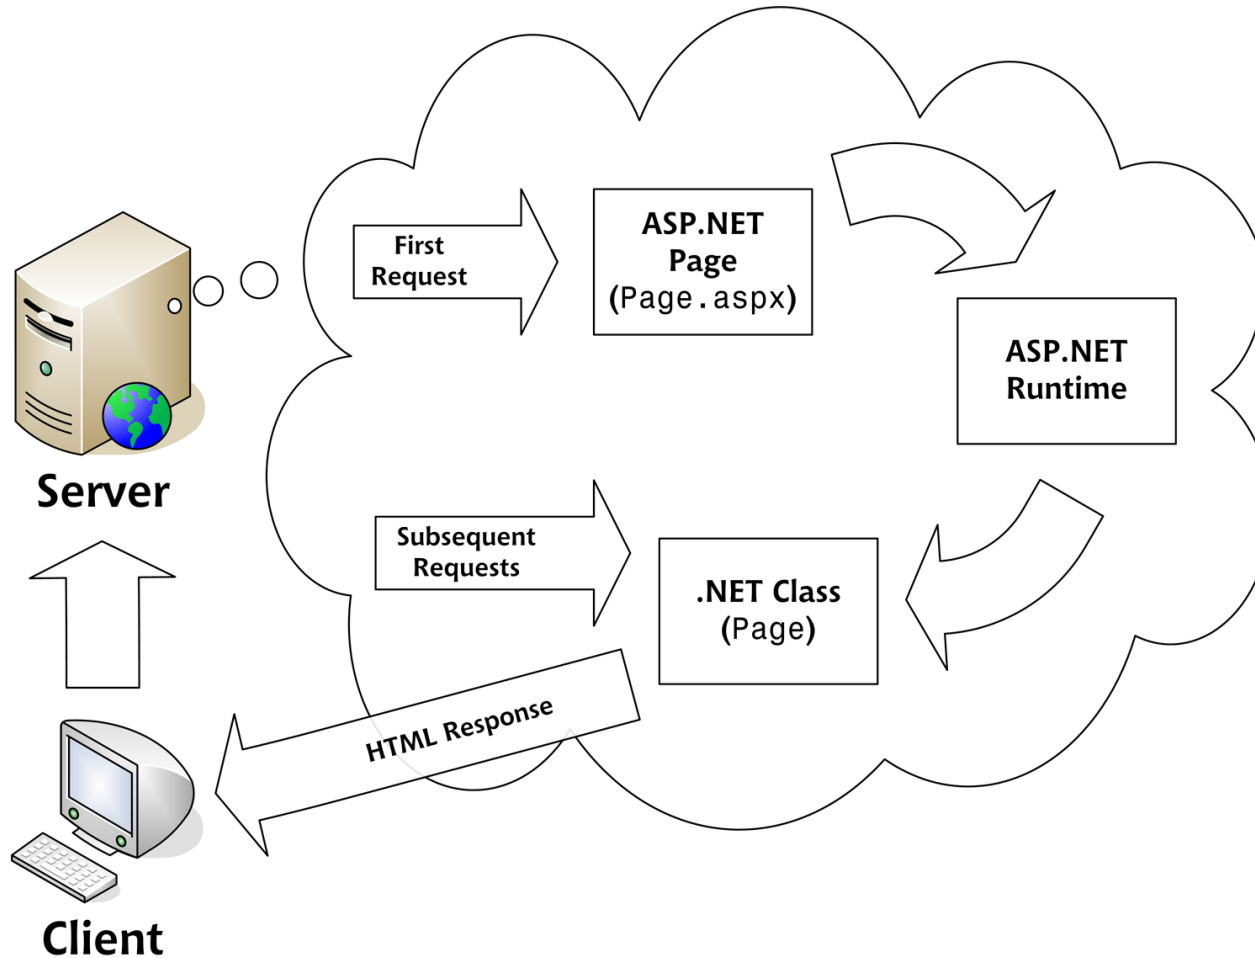 First
Request
ASP.NET
Page
(Page.aspx)
ASP.NET
Runtime
Server
Subsequent
Requests
.NET Class
(Page)
HTML Response
Client